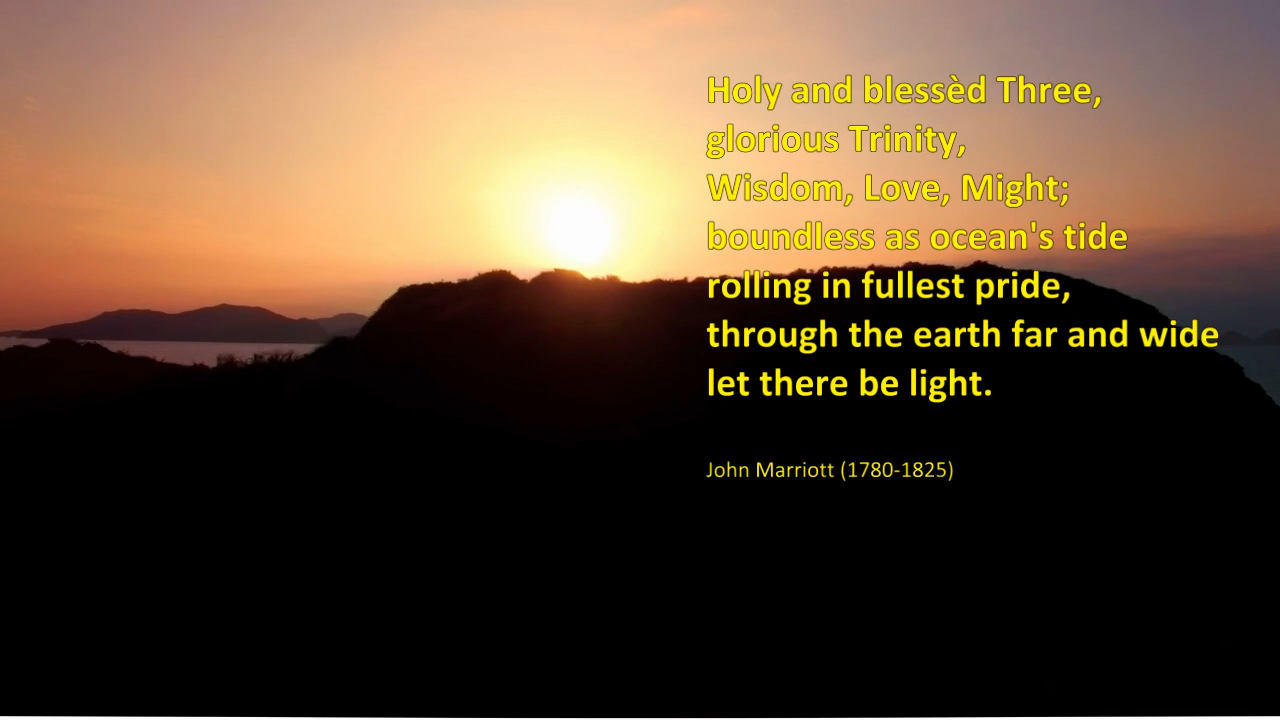 Holy and blessèd Three,
glorious Trinity,
Wisdom, Love, Might;
boundless as ocean's tide
rolling in fullest pride,
through the earth far and wide
let there be light.
John Marriott (1780-1825)